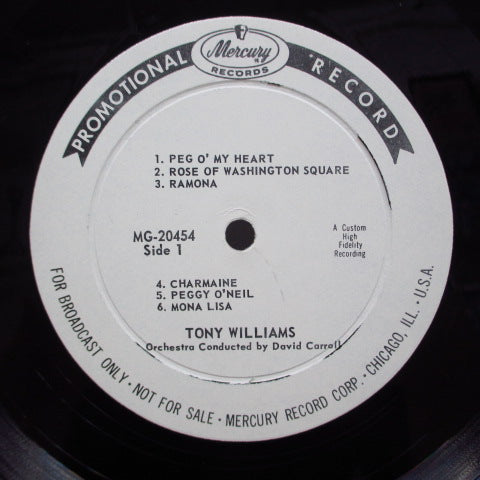 PROMOTIONAL RECORD
Mercury
RECORDS
1. PEG O' MY HEART
2. ROSE OF WASHINGTON SQUARE
3. RAMONA
MG-20454
Side 1
A Custom
High
Fidelity
Recording
4. CHARMAINE
5. PEGGY O'NEIL
6. MONA LISA
TONY WILLIAMS
Orchestra Conducted by David Carroll
FOR BROADCAST ONLY · NOT FOR SALE · MERCURY RECORD CORP. · CHICAGO, ILL. · U.S.A.